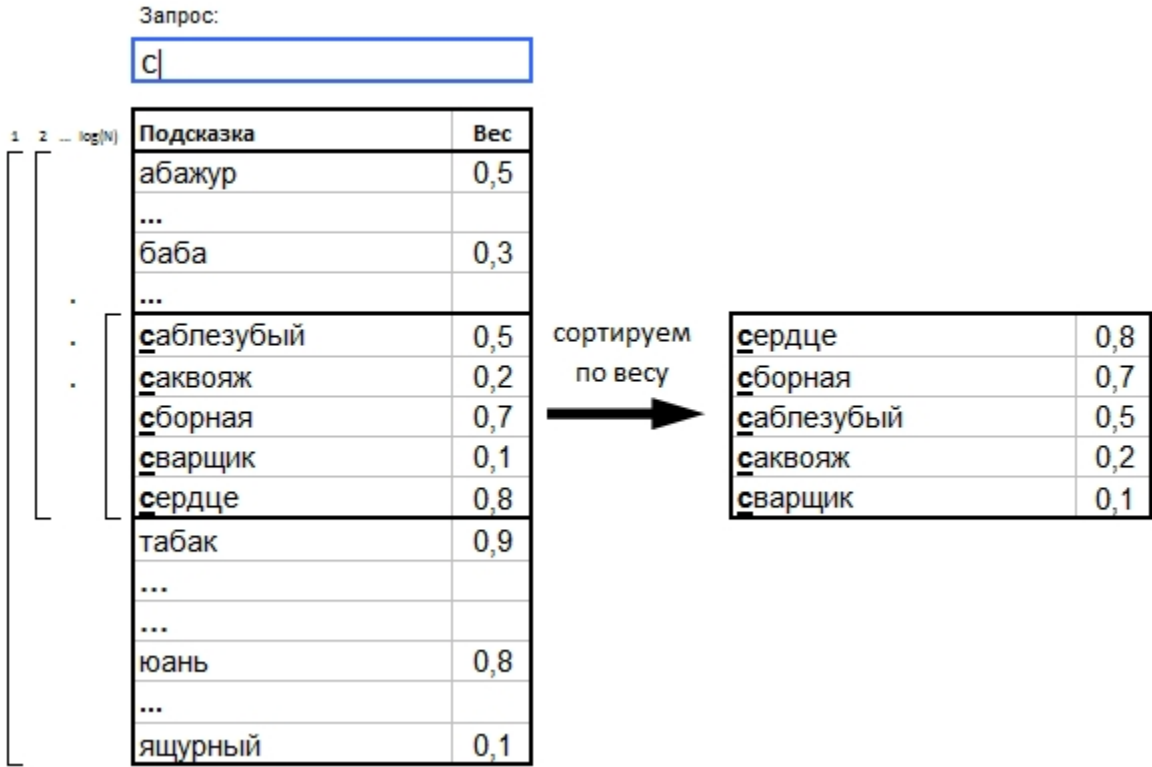 Запрос:
с
1 2 ... log(N)
Подсказка Вес
абажур 0,5
...
баба 0,3
...
саблезубый 0,5
саквояж 0,2
сборная 0,7
сварщик 0,1
сердце 0,8
табак 0,9
...
...
юань 0,8
...
ящурный 0,1
сортируем
по весу
сердце 0,8
сборная 0,7
саблезубый 0,5
саквояж 0,2
сварщик 0,1